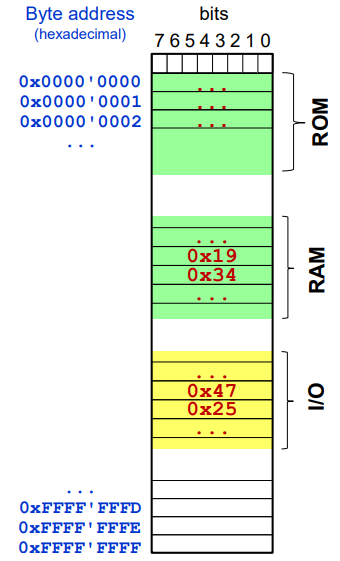 Byte address bits
(hexadecimal) 7 6 5 4 3 2 1 0
0x0000'0000 ...
0x0000'0001 ...
0x0000'0002 ...
...
ROM
...
0x19
0x34
...
RAM
...
0x47
0x25
...
I/O
...
0xFFFF'FFFD
0xFFFF'FFFE
0xFFFF'FFFF